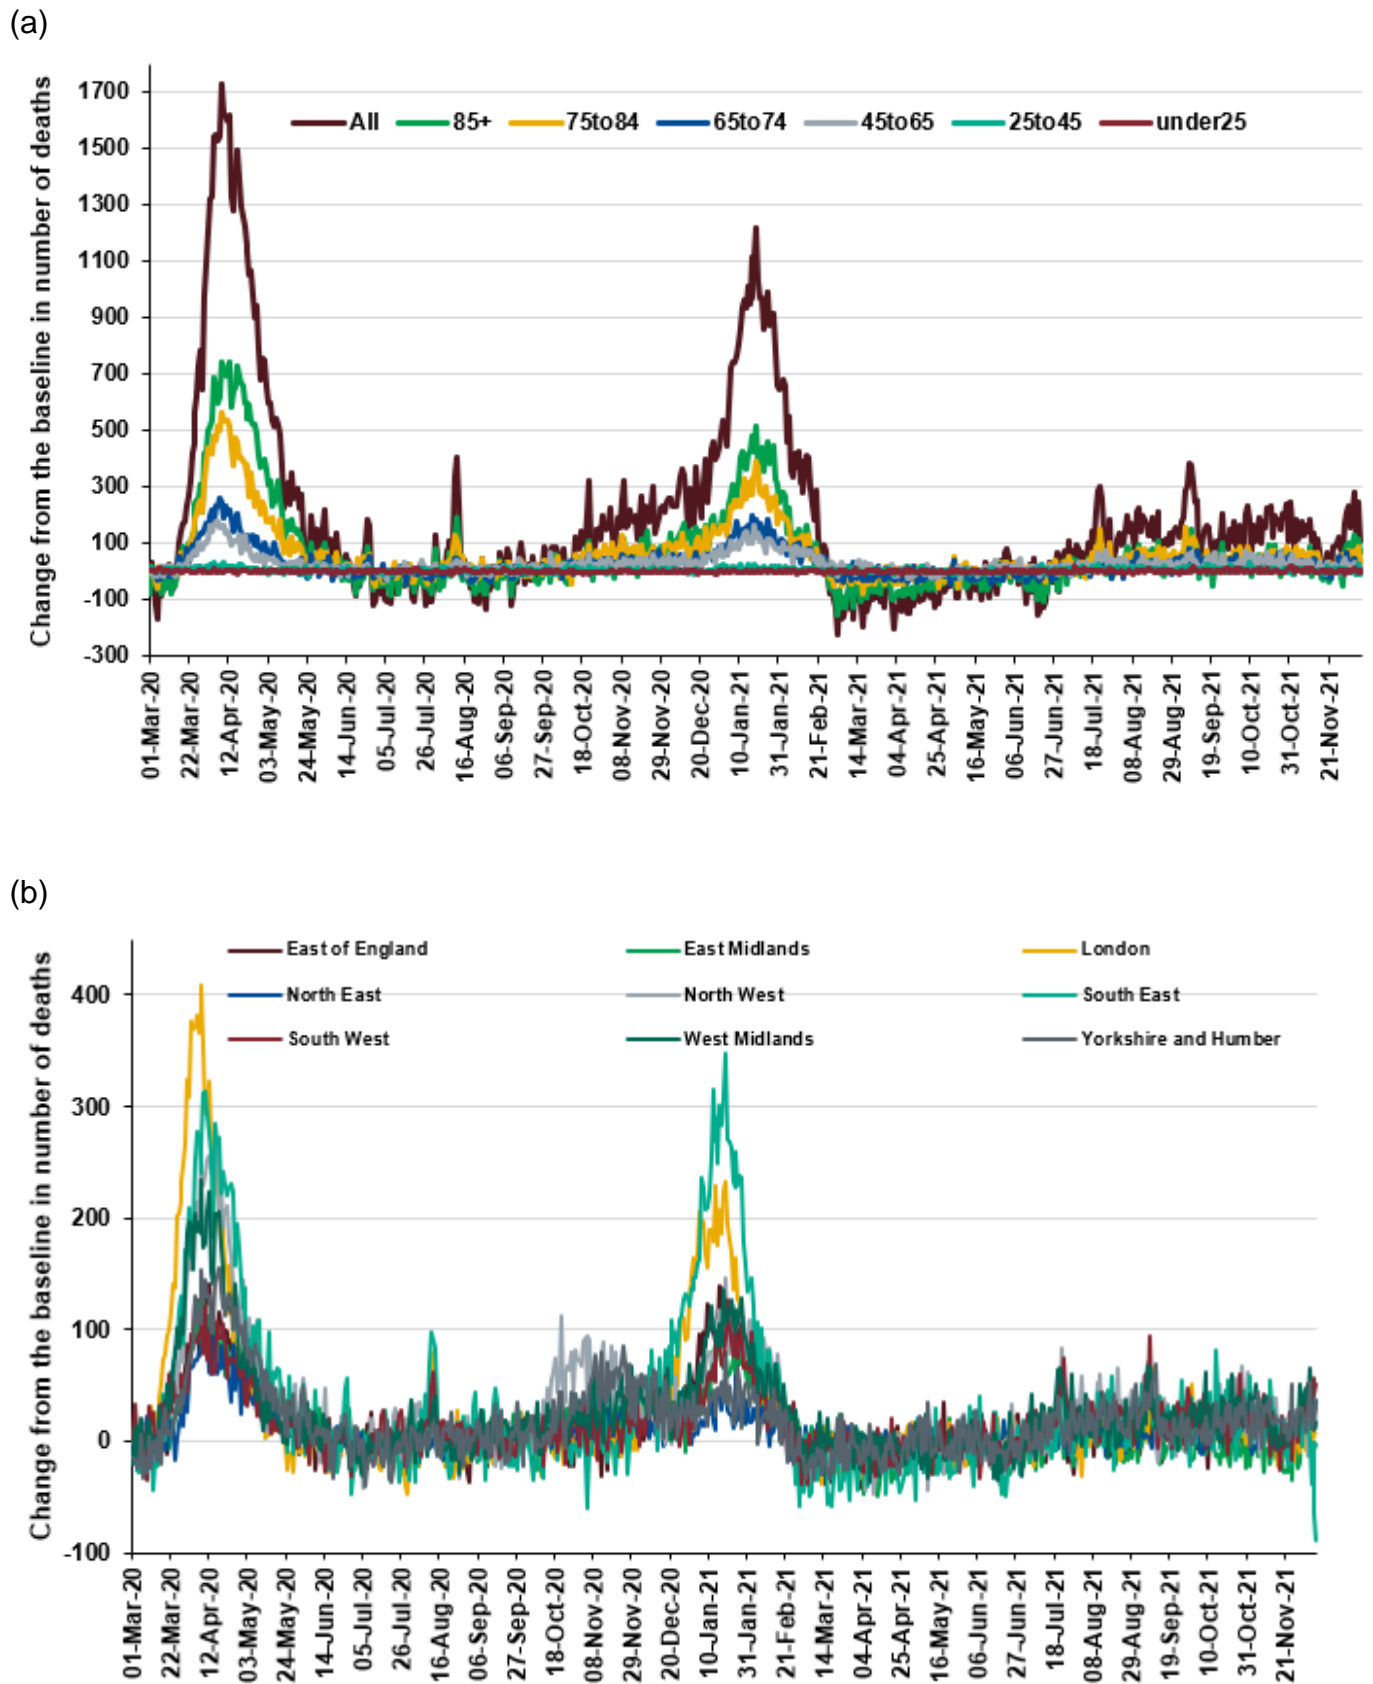 (a)
Change from the baseline in number of deaths
1700
1500
1300
1100
900
700
500
300
100
-100
-300
All 85+ 75to84 65to74 45to65 25to45 under25
01-Mar-20
22-Mar-20
12-Apr-20
03-May-20
24-May-20
14-Jun-20
05-Jul-20
26-Jul-20
16-Aug-20
06-Sep-20
27-Sep-20
18-Oct-20
08-Nov-20
29-Nov-20
20-Dec-20
10-Jan-21
31-Jan-21
21-Feb-21
14-Mar-21
04-Apr-21
25-Apr-21
16-May-21
06-Jun-21
27-Jun-21
18-Jul-21
08-Aug-21
29-Aug-21
19-Sep-21
10-Oct-21
31-Oct-21
21-Nov-21
(b)
Change from the baseline in number of deaths
400
300
200
100
0
-100
East of England East Midlands London
North East North West South East
South West West Midlands Yorkshire and Humber
01-Mar-20
22-Mar-20
12-Apr-20
03-May-20
24-May-20
14-Jun-20
05-Jul-20
26-Jul-20
16-Aug-20
06-Sep-20
27-Sep-20
18-Oct-20
08-Nov-20
29-Nov-20
20-Dec-20
10-Jan-21
31-Jan-21
21-Feb-21
14-Mar-21
04-Apr-21
25-Apr-21
16-May-21
06-Jun-21
27-Jun-21
18-Jul-21
08-Aug-21
29-Aug-21
19-Sep-21
10-Oct-21
31-Oct-21
21-Nov-21